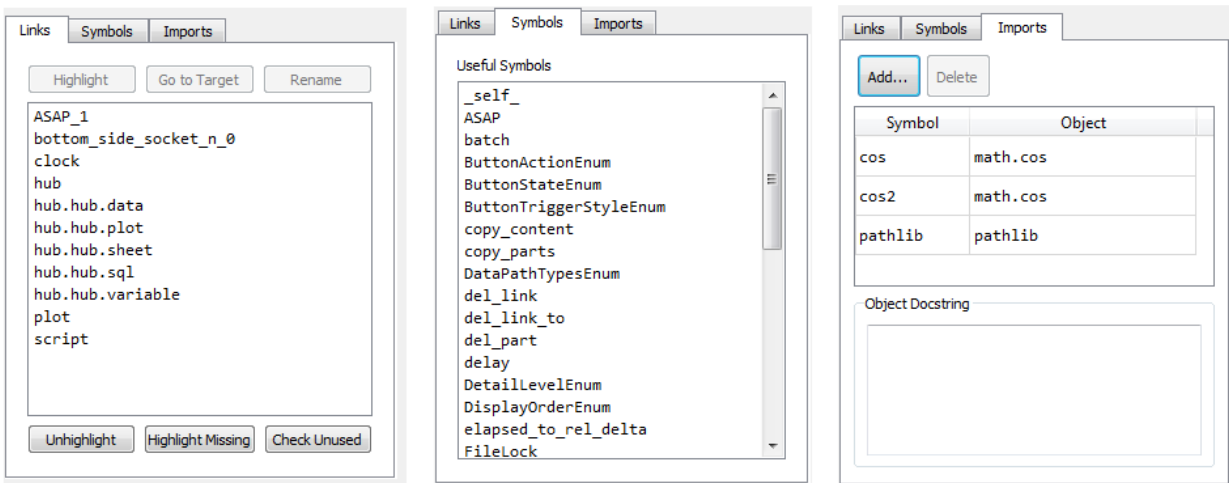 Links Symbols Imports
Highlight Go to Target Rename
ASAP_1
bottom_side_socket_n_0
clock
hub
hub.hub.data
hub.hub.plot
hub.hub.sheet
hub.hub.sql
hub.hub.variable
plot
script
Unhighlight Highlight Missing Check Unused
Links Symbols Imports
Useful Symbols
_self_
ASAP
batch
ButtonActionEnum
ButtonStateEnum
ButtonTriggerStyleEnum
copy_content
copy_parts
DataPathTypesEnum
del_link
del_link_to
del_part
delay
DetailLevelEnum
DisplayOrderEnum
elapsed_to_rel_delta
FileLock
Links Symbols Imports
Add... Delete
Symbol Object
cos math.cos
cos2 math.cos
pathlib pathlib
Object Docstring